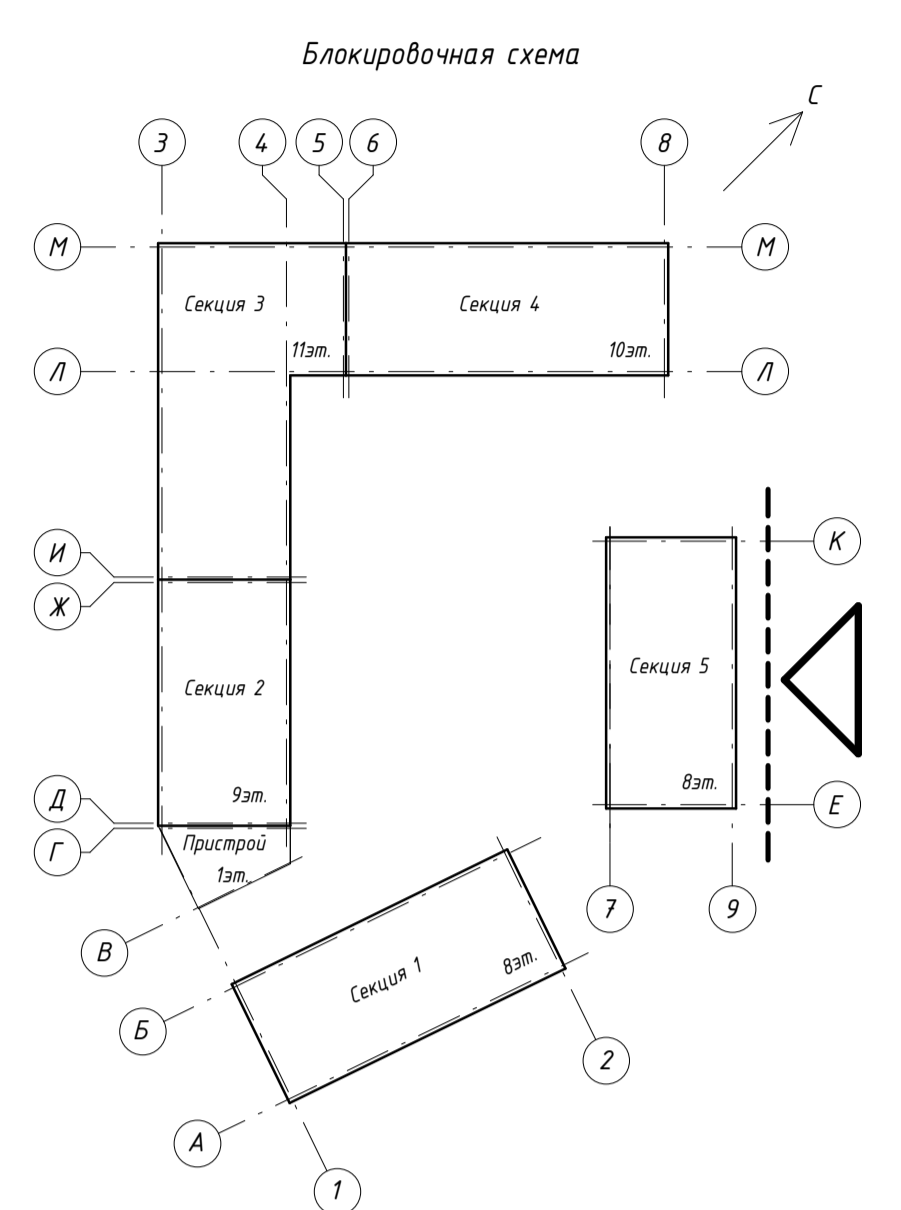 Блокировочная схема
С
3
4
5
6
8
М
М
Секция 3
Секция 4
11эт.
10эт.
Л
Л
И
К
Ж
Секция 5
Секция 2
8эт.
9эт.
Д
Е
Пристрой
Г
1эт.
7
9
В
Секция 1
8эт.
Б
2
А
1